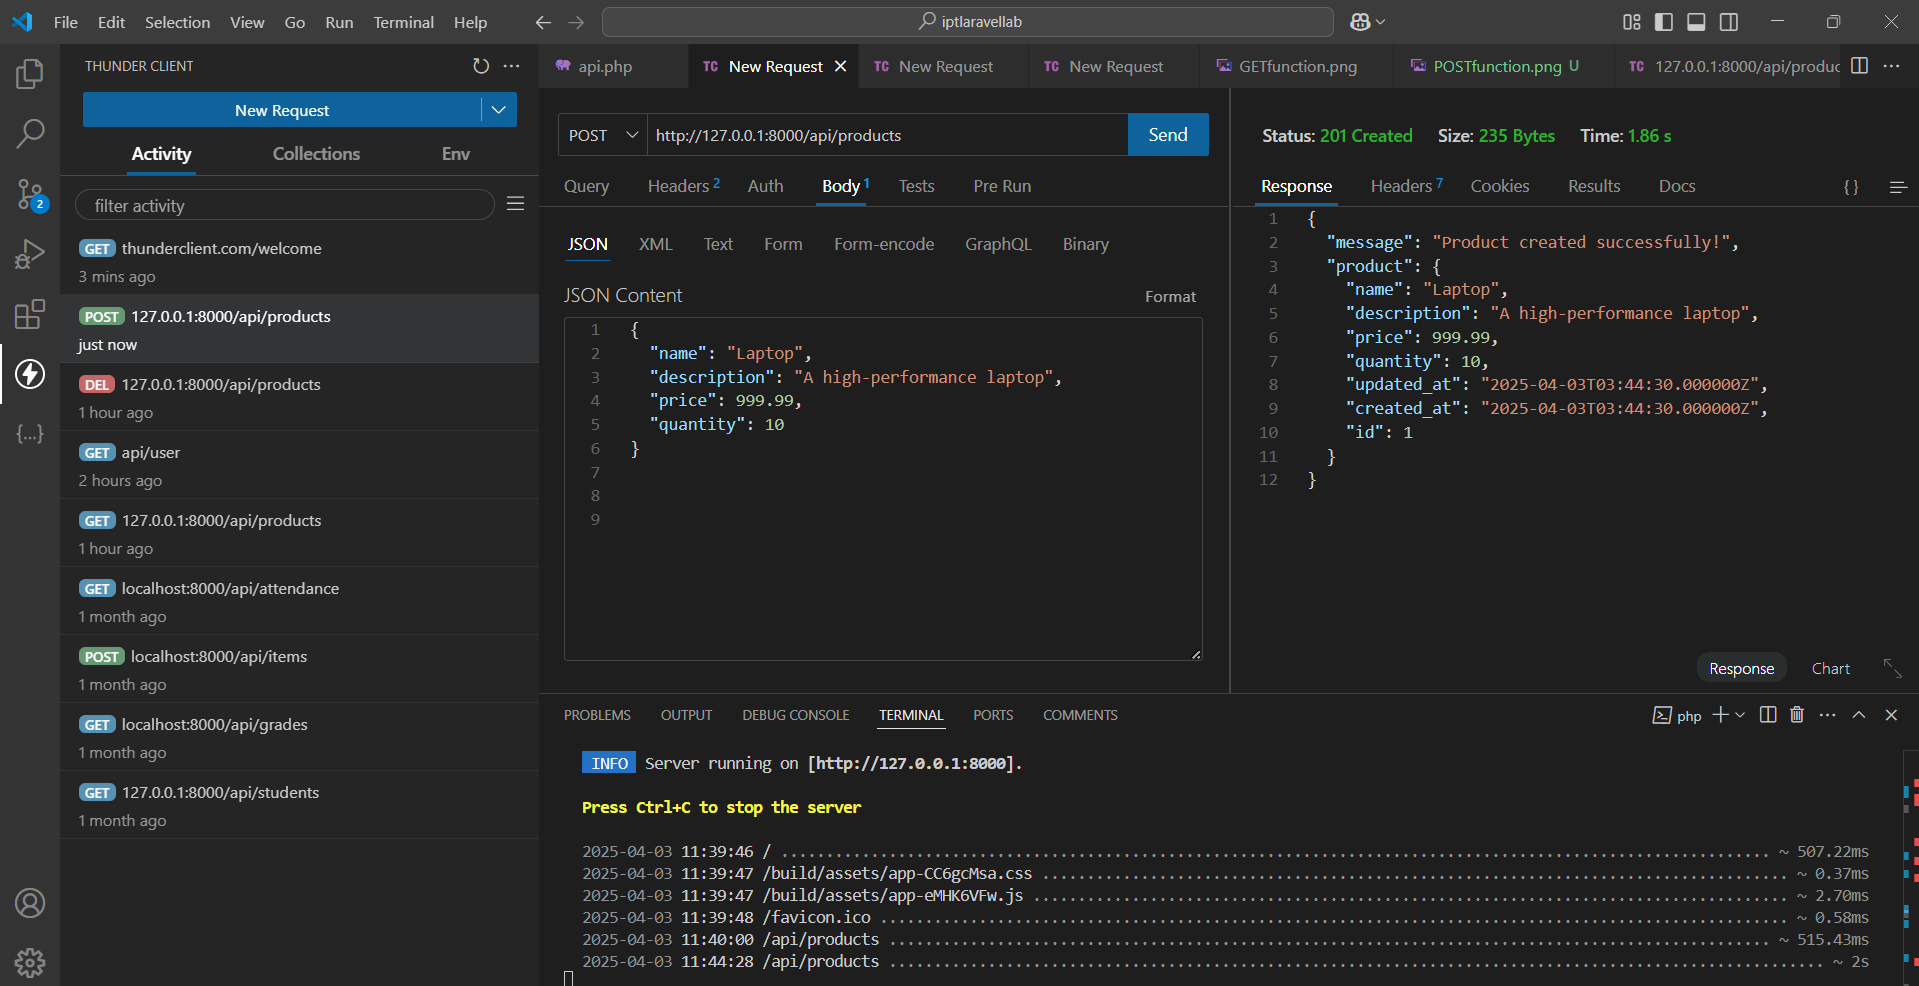 File Edit Selection View Go Run Terminal Help
iptlaravellab
THUNDER CLIENT
New Request
Activity Collections Env
filter activity
GET thunderclient.com/welcome
3 mins ago
POST 127.0.0.1:8000/api/products
just now
DEL 127.0.0.1:8000/api/products
1 hour ago
GET api/user
2 hours ago
GET 127.0.0.1:8000/api/products
1 hour ago
GET localhost:8000/api/attendance
1 month ago
POST localhost:8000/api/items
1 month ago
GET localhost:8000/api/grades
1 month ago
GET 127.0.0.1:8000/api/students
1 month ago
2
{...}
api.php
TC New Request
TC New Request
TC New Request
GETfunction.png
POSTfunction.png U
TC 127.0.0.1:8000/api/produc
POST http://127.0.0.1:8000/api/products Send
Query Headers 2 Auth Body 1 Tests Pre Run
JSON XML Text Form Form-encode GraphQL Binary
JSON Content Format
1 {
2 "name": "Laptop",
3 "description": "A high-performance laptop",
4 "price": 999.99,
5 "quantity": 10
6 }
7
8
9
Status: 201 Created Size: 235 Bytes Time: 1.86 s
Response Headers 7 Cookies Results Docs {}
1 {
2 "message": "Product created successfully!",
3 "product": {
4 "name": "Laptop",
5 "description": "A high-performance laptop",
6 "price": 999.99,
7 "quantity": 10,
8 "updated_at": "2025-04-03T03:44:30.000000Z",
9 "created_at": "2025-04-03T03:44:30.000000Z",
10 "id": 1
11 }
12 }
Response Chart
PROBLEMS OUTPUT DEBUG CONSOLE TERMINAL PORTS COMMENTS
php
INFO Server running on [http://127.0.0.1:8000].
Press Ctrl+C to stop the server
2025-04-03 11:39:46 / ........ ~ 507.22ms
2025-04-03 11:39:47 /build/assets/app-CC6gcMsa.css ........ ~ 0.37ms
2025-04-03 11:39:47 /build/assets/app-eMHK6VFw.js ........ ~ 2.70ms
2025-04-03 11:39:48 /favicon.ico ........ ~ 0.58ms
2025-04-03 11:40:00 /api/products ........ ~ 515.43ms
2025-04-03 11:44:28 /api/products ........ ~ 2s